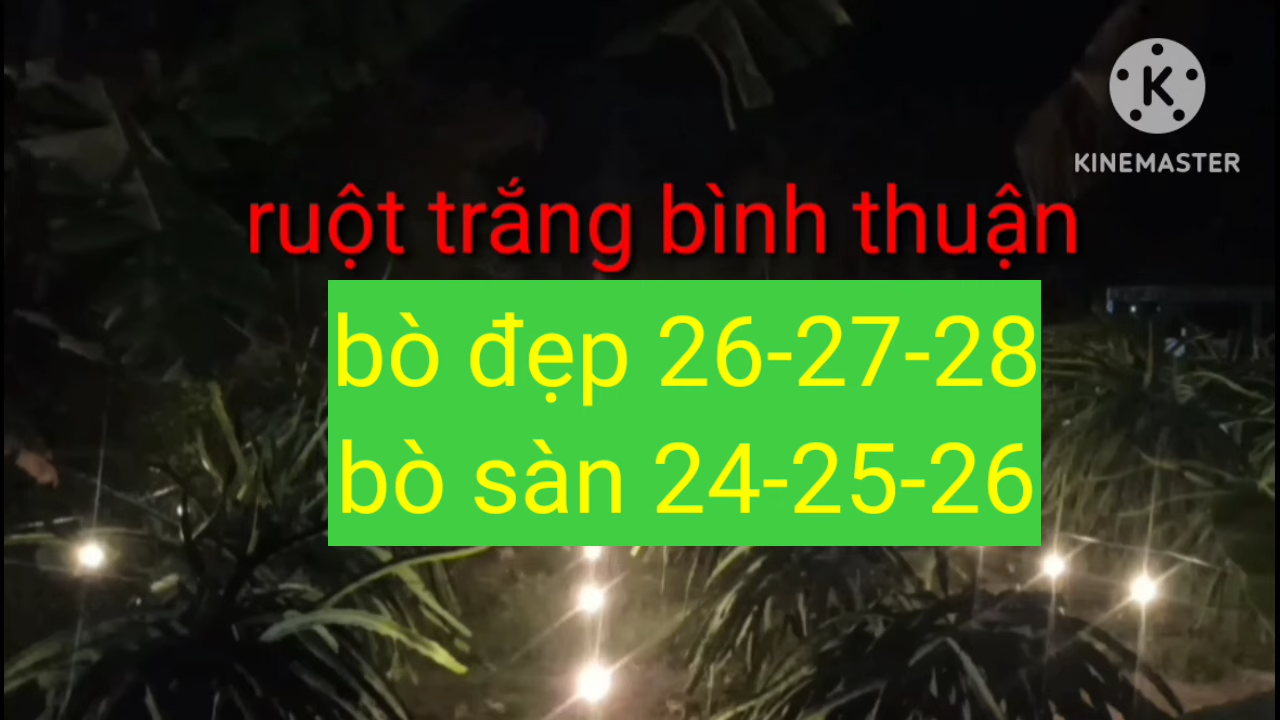 K
KINEMASTER
ruột trắng bình thuận
bò đẹp 26-27-28
bò sàn 24-25-26